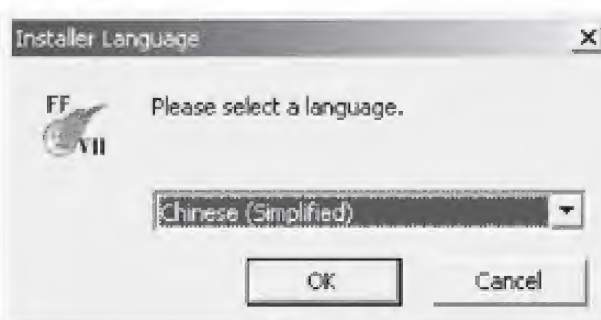 Installer Language
FF
VII
Please select a language.
Chinese (Simplified)
OK
Cancel